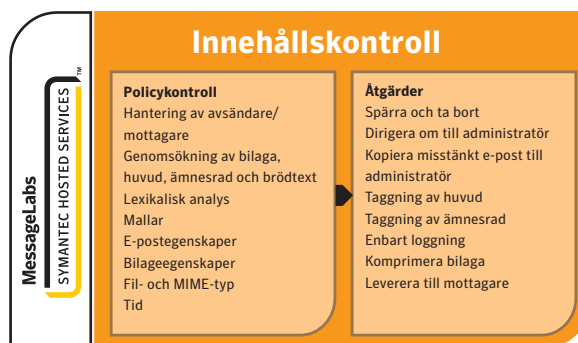 Innehållskontroll
MessageLabs
SYMANTEC HOSTED SERVICES ™
Policykontroll
Hantering av avsändare/
mottagare
Genomsökning av bilaga,
huvud, ämnesrad och brödtext
Lexikalisk analys
Mallar
E-postegenskaper
Bilageegenskaper
Fil- och MIME-typ
Tid
Åtgärder
Spärra och ta bort
Dirigera om till administratör
Kopiera misstänkt e-post till
administratör
Taggning av huvud
Taggning av ämnesrad
Enbart loggning
Komprimera bilaga
Leverera till mottagare